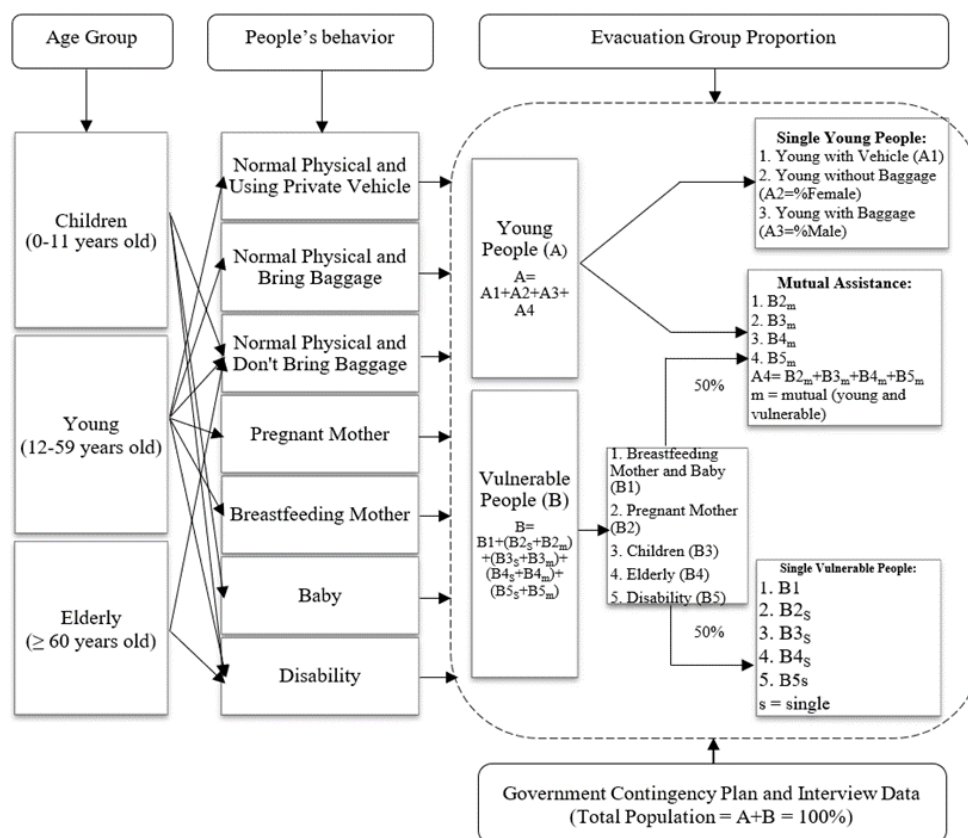 Age Group
People's behavior
Evacuation Group Proportion
Children
(0-11 years old)
Young
(12-59 years old)
Elderly
(≥ 60 years old)
Normal Physical and
Using Private Vehicle
Normal Physical and
Bring Baggage
Normal Physical and
Don't Bring Baggage
Pregnant Mother
Breastfeeding Mother
Baby
Disability
Young
People (A)
A=
A1+A2+A3+
A4
Vulnerable
People (B)
B=
B1+(B2s+B2m)
+(B3s+B3m)+
(B4s+B4m)+
(B5s+B5m)
1. Breastfeeding
Mother and Baby
(B1)
2. Pregnant Mother
(B2)
3. Children (B3)
4. Elderly (B4)
5. Disability (B5)
50%
50%
Single Young People:
1. Young with Vehicle (A1)
2. Young without Baggage
(A2=%Female)
3. Young with Baggage
(A3=%Male)
Mutual Assistance:
1. B2m
2. B3m
3. B4m
4. B5m
A4= B2m+B3m+B4m+B5m
m = mutual (young and
vulnerable)
Single Vulnerable People:
1. B1
2. B2s
3. B3s
4. B4s
5. B5s
s = single
Government Contingency Plan and Interview Data
(Total Population = A+B = 100%)